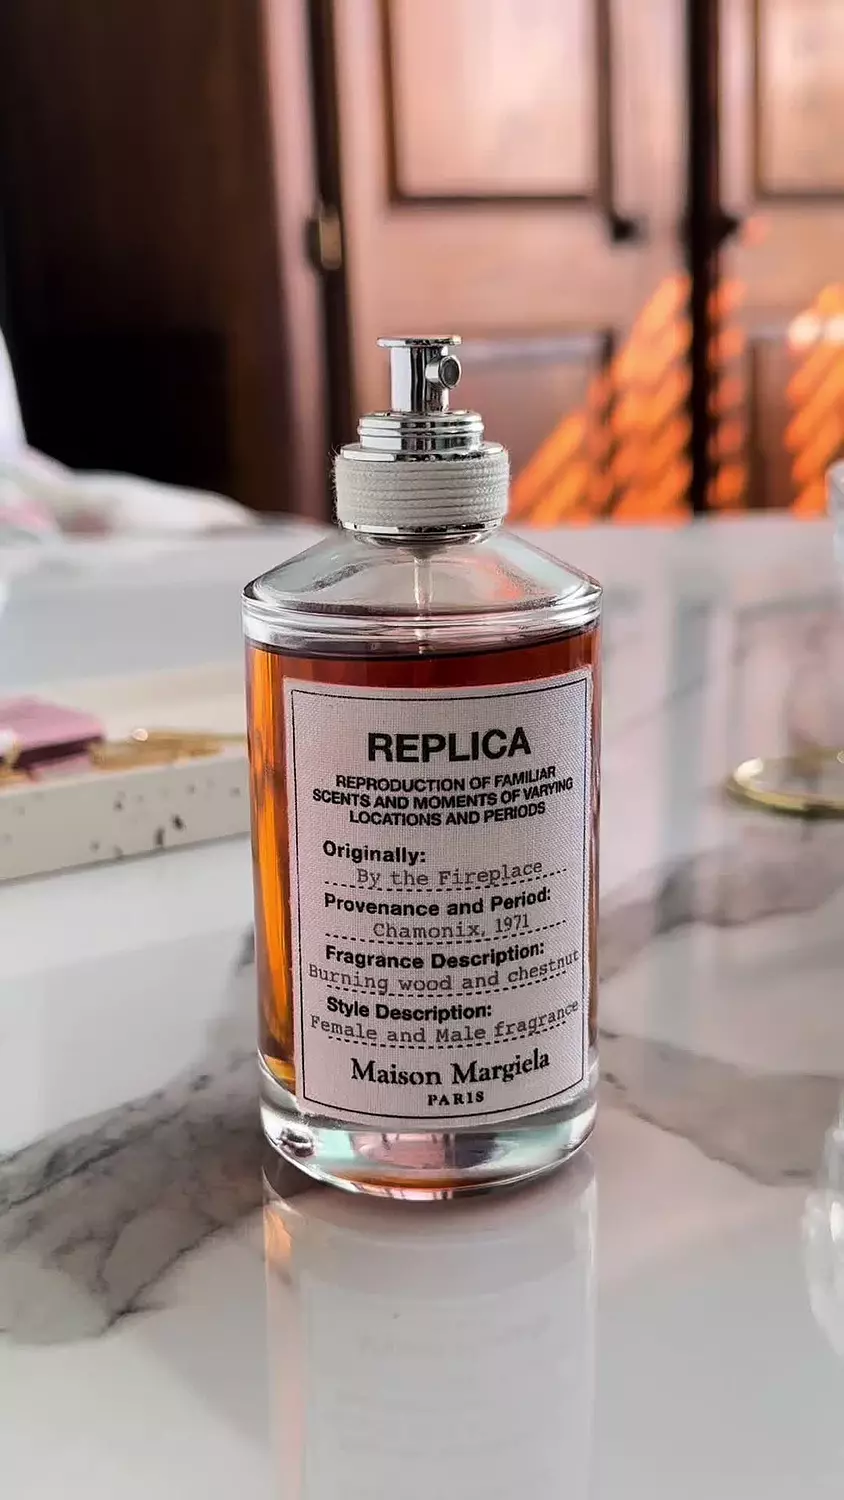 REPLICA
REPRODUCTION OF FAMILIAR
SCENTS AND MOMENTS OF VARYING
LOCATIONS AND PERIODS
Originally:
By the Fireplace
Provenance and Period:
Chamonix, 1971
Fragrance Description:
Burning wood and chestnut
Style Description:
Female and Male fragrance
Maison Margiela
PARIS